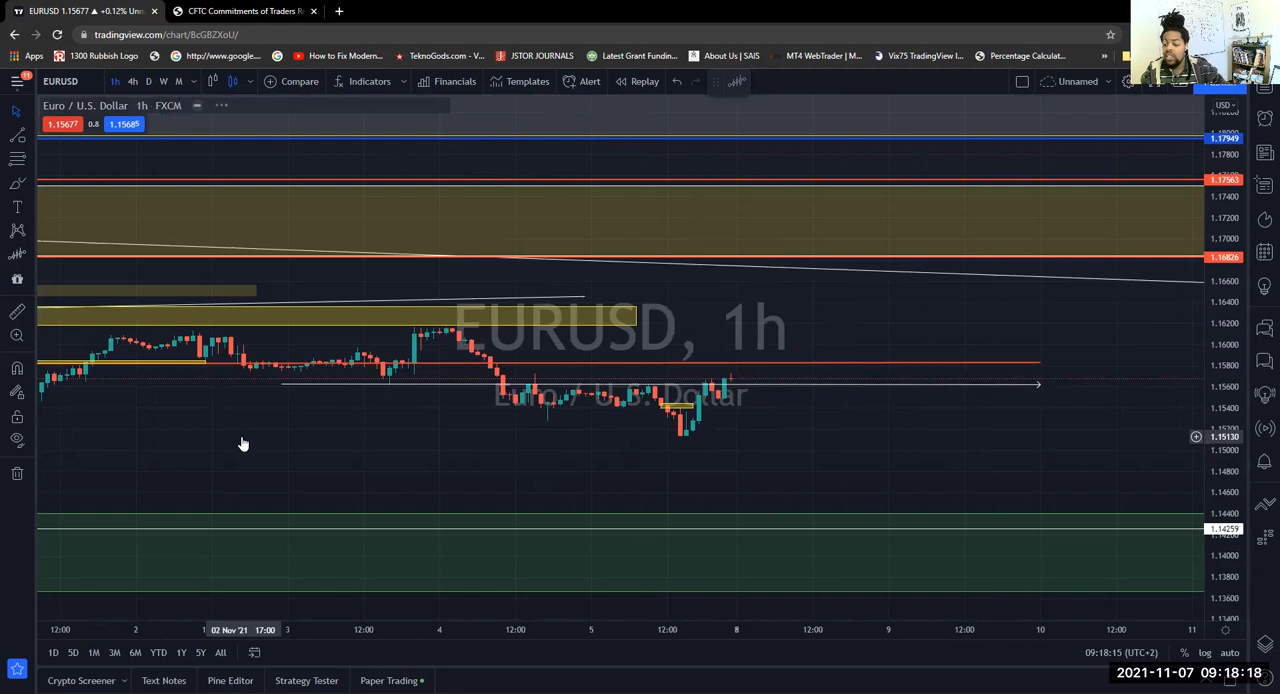 EURUSD 1.15677 ▲ +0.12% Unn
CFTC Commitments of Traders R
tradingview.com/chart/BcGBZXoU/
Apps
1300 Rubbish Logo
http://www.google....
How to Fix Modern...
TeknoGods.com - V...
JSTOR JOURNALS
Latest Grant Fundin...
About Us | SAIS
MT4 WebTrader | M...
Vix75 TradingView I...
Percentage Calculat...
»
11
EURUSD
1h 4h D W M
Compare
Indicators
Financials
Templates
Alert
Replay
Unnamed
Euro / U.S. Dollar 1h FXCM
USD
1.15677 0.8 1.15685
1.17949
1.17800
1.17563
1.17400
1.17200
1.17000
1.16826
1.16600
1.16400
1.16200
1.16000
1.15800
1.15600
1.15400
1.15130
1.15000
1.14800
1.14600
1.14400
1.14259
1.14000
1.13800
1.13600
1.13400
EURUSD, 1h
Euro / U.S. Dollar
12:00 2 02 Nov '21 17:00 3 12:00 4 12:00 5 12:00 8 12:00 9 12:00 10 12:00 11
1D 5D 1M 3M 6M YTD 1Y 5Y All
09:18:15 (UTC+2) % log auto
Crypto Screener
Text Notes
Pine Editor
Strategy Tester
Paper Trading
2021-11-07 09:18:18